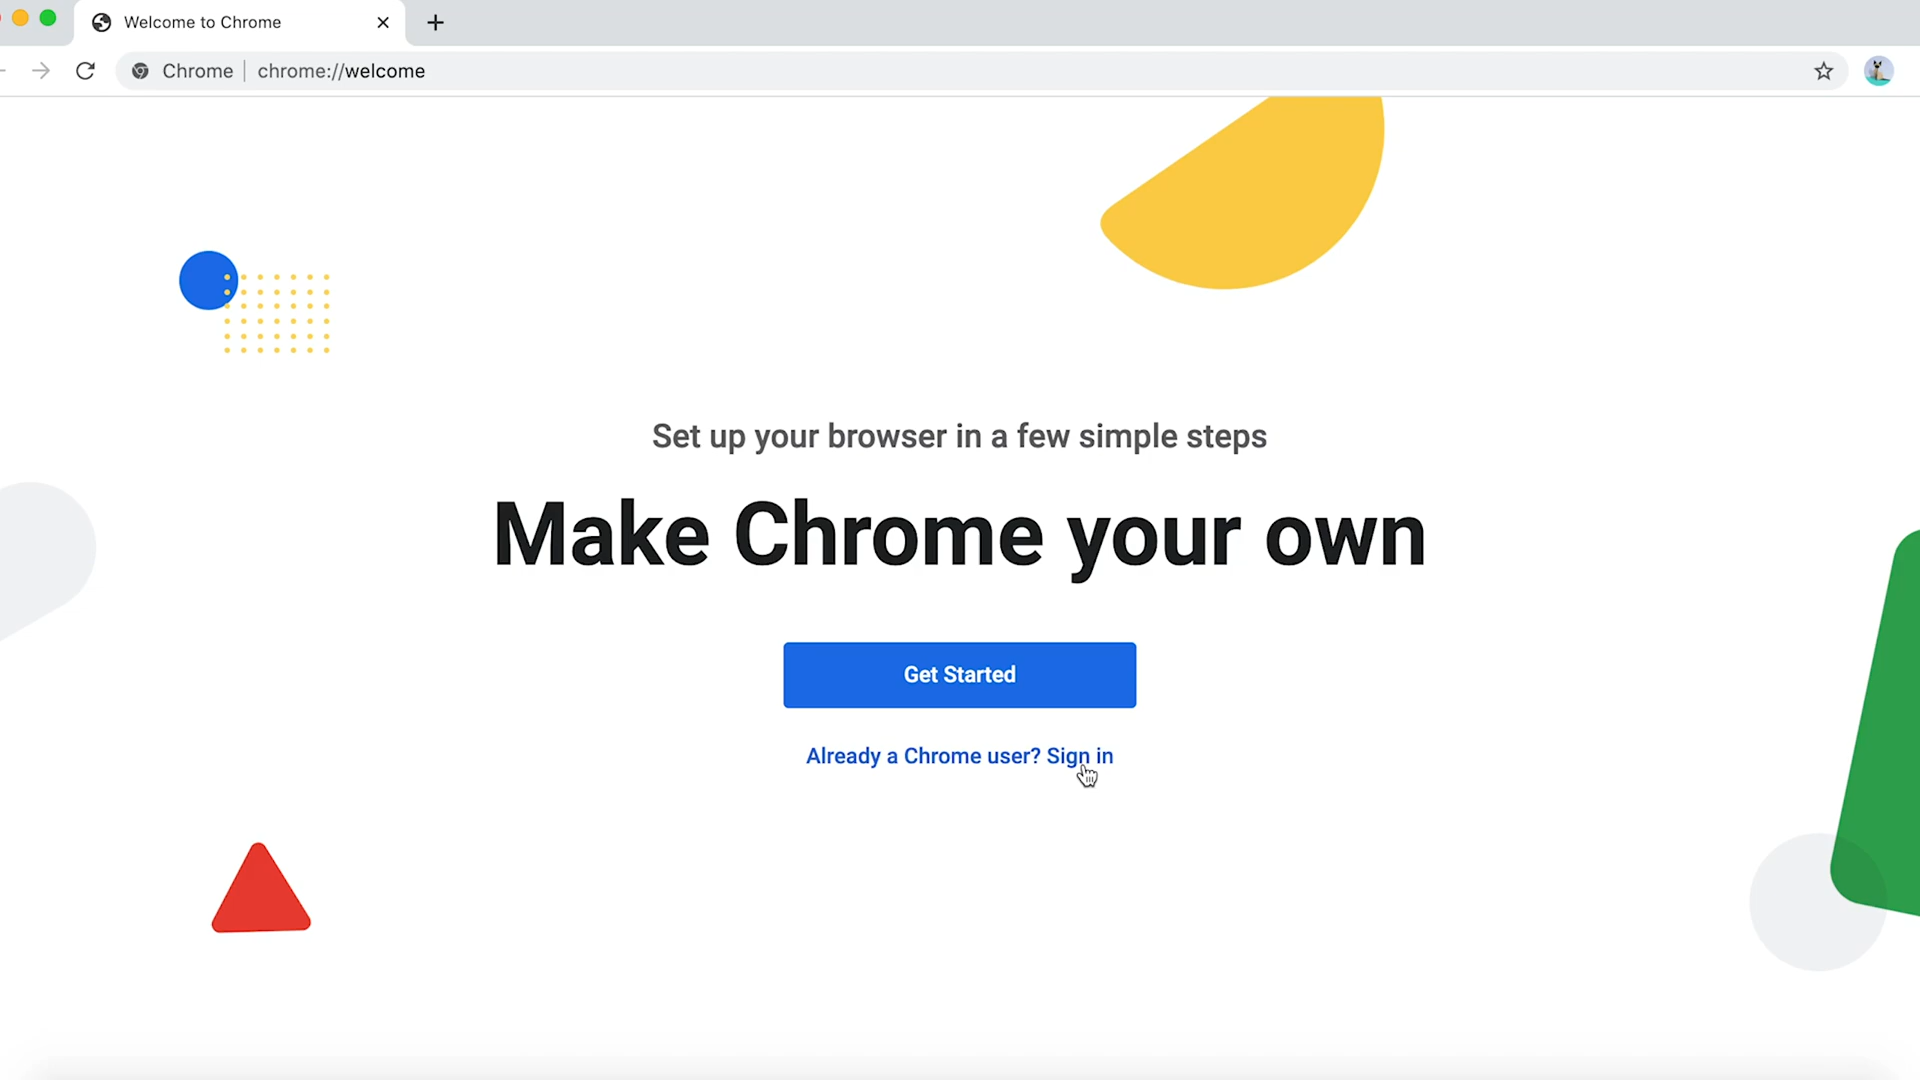 Welcome to Chrome
Chrome chrome://welcome
Set up your browser in a few simple steps
Make Chrome your own
Get Started
Already a Chrome user? Sign in